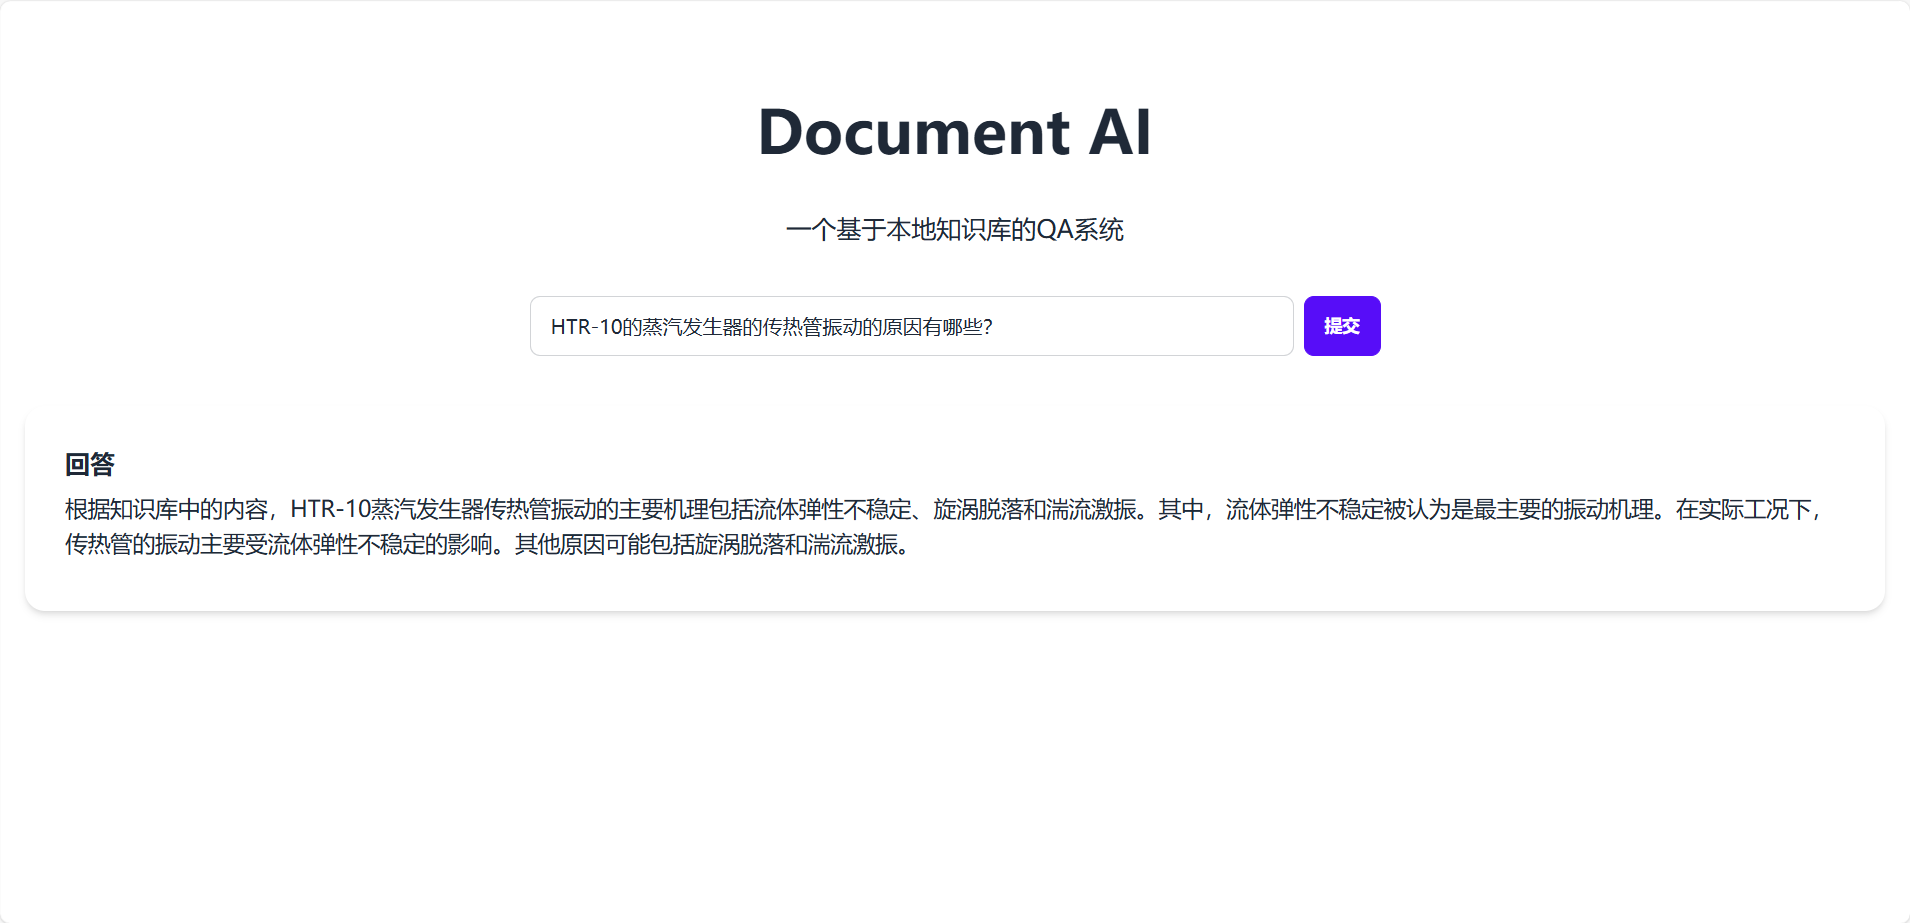 Document AI
一个基于本地知识库的QA系统
HTR-10的蒸汽发生器的传热管振动的原因有哪些?
提交
回答
根据知识库中的内容，HTR-10蒸汽发生器传热管振动的主要机理包括流体弹性不稳定、旋涡脱落和湍流激振。其中，流体弹性不稳定被认为是最主要的振动机理。在实际工况下，
传热管的振动主要受流体弹性不稳定的影响。其他原因可能包括旋涡脱落和湍流激振。